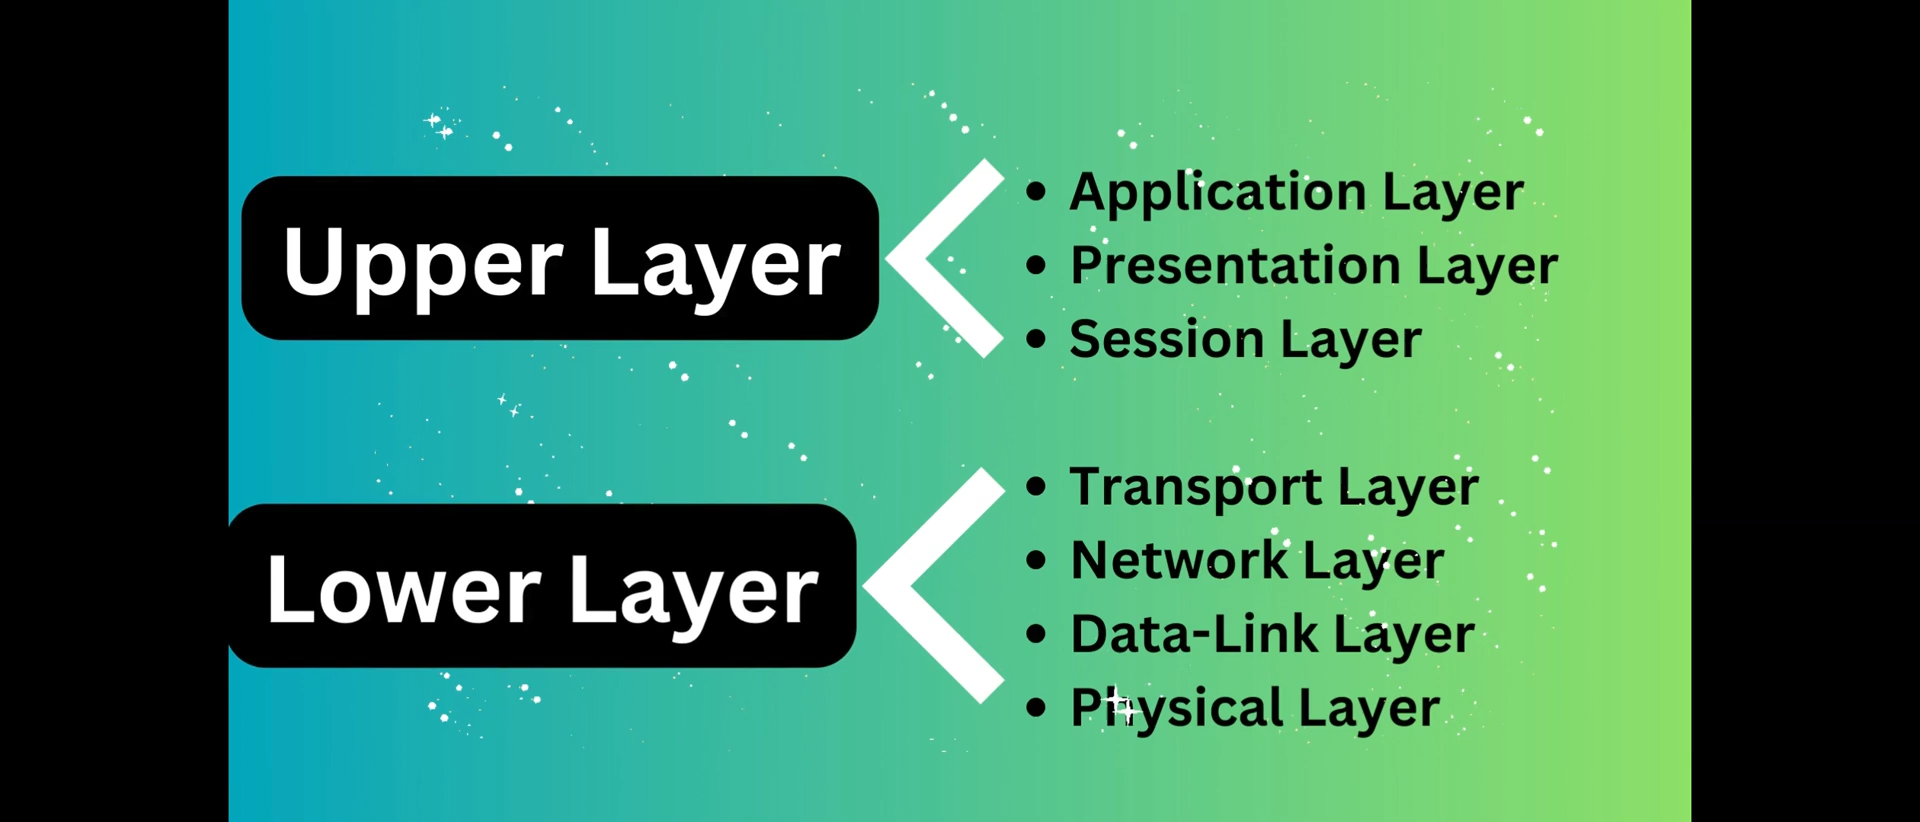 Upper Layer
• Application Layer
• Presentation Layer
• Session Layer
Lower Layer
• Transport Layer
• Network Layer
• Data-Link Layer
• Physical Layer